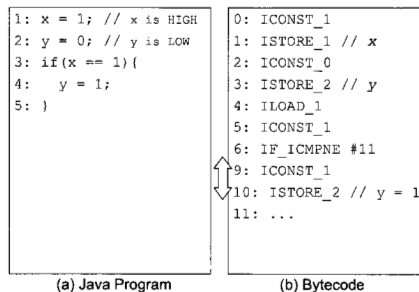 1: x = 1; // x is HIGH
2: y = 0; // y is LOW
3: if(x == 1){
4: y = 1;
5: }
(a) Java Program
0: ICONST_1
1: ISTORE_1 // x
2: ICONST_0
3: ISTORE_2 // y
4: ILOAD_1
5: ICONST_1
6: IF_ICMPNE #11
9: ICONST_1
10: ISTORE_2 // y = 1
11: ...
(b) Bytecode